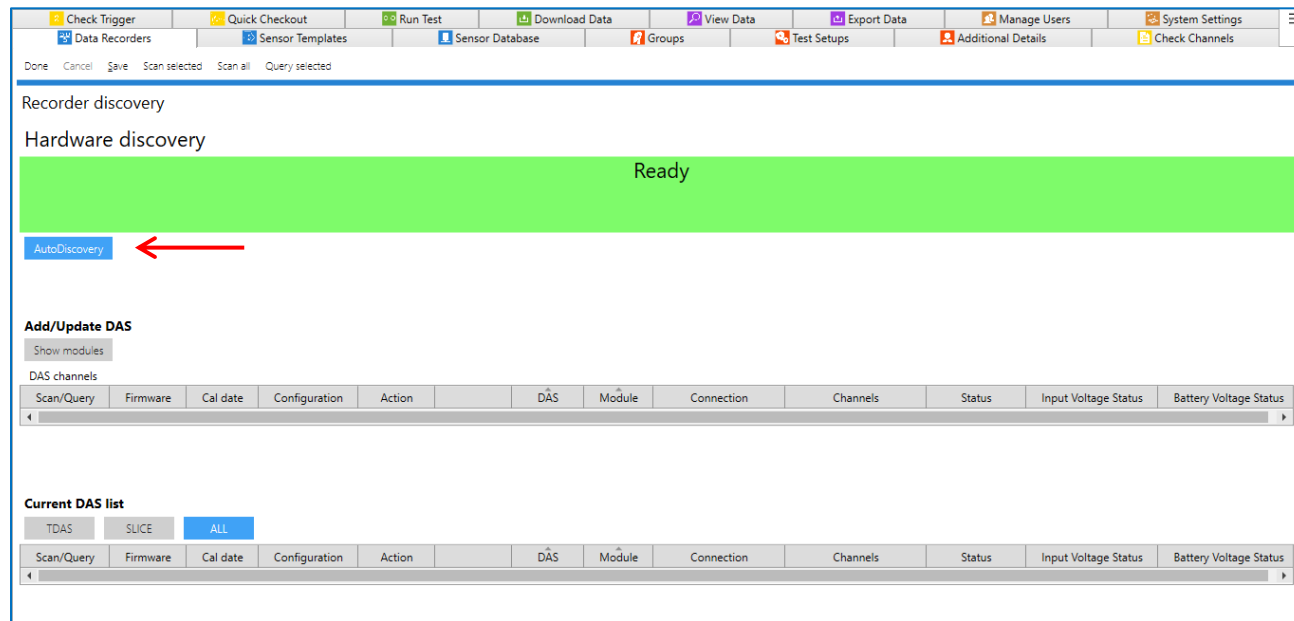 Check Trigger Quick Checkout Run Test Download Data View Data Export Data Manage Users System Settings
Data Recorders Sensor Templates Sensor Database Groups Test Setups Additional Details Check Channels
Done Cancel Save Scan selected Scan all Query selected
Recorder discovery
Hardware discovery
Ready
AutoDiscovery
Add/Update DAS
Show modules
DAS channels
Scan/Query Firmware Cal date Configuration Action DAS Module Connection Channels Status Input Voltage Status Battery Voltage Status
Current DAS list
TDAS SLICE ALL
Scan/Query Firmware Cal date Configuration Action DAS Module Connection Channels Status Input Voltage Status Battery Voltage Status